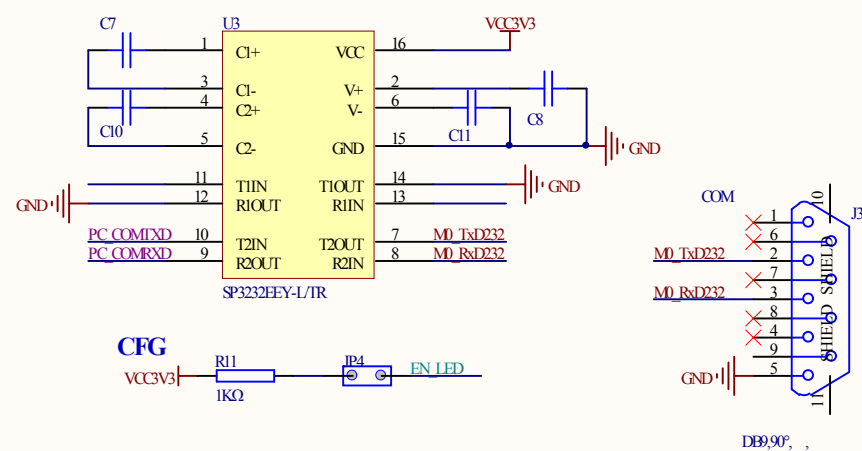 C7
U3
VCC3V3
1 C1+ VCC 16
3 C1- V+ 2
4 C2+ V- 6
C10 C11 C8
5 C2- GND 15
GND
11 T1IN T1OUT 14
GND
GND
12 R1OUT R1IN 13
PC_COMTXD 10 T2IN T2OUT 7 M0_TxD232
PC_COMRXD 9 R2OUT R2IN 8 M0_RxD232
SP3232EEY-L/TR
COM
10
J3
1
6
M0_TxD232 2
7
M0_RxD232 3
8
4
9
GND 5
SHIELD
SHIELD
11
DB9,90°, ,
CFG
R11 JP4
VCC3V3 EN_LED
1KΩ